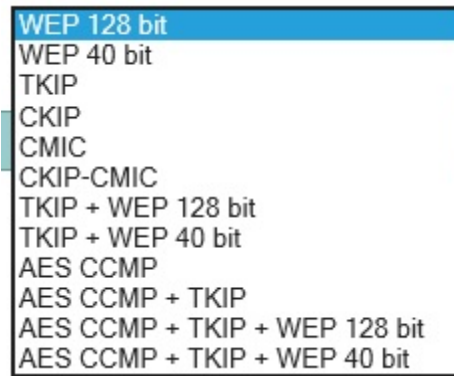 WEP 128 bit
WEP 40 bit
TKIP
CKIP
CMIC
CKIP-CMIC
TKIP + WEP 128 bit
TKIP + WEP 40 bit
AES CCMP
AES CCMP + TKIP
AES CCMP + TKIP + WEP 128 bit
AES CCMP + TKIP + WEP 40 bit